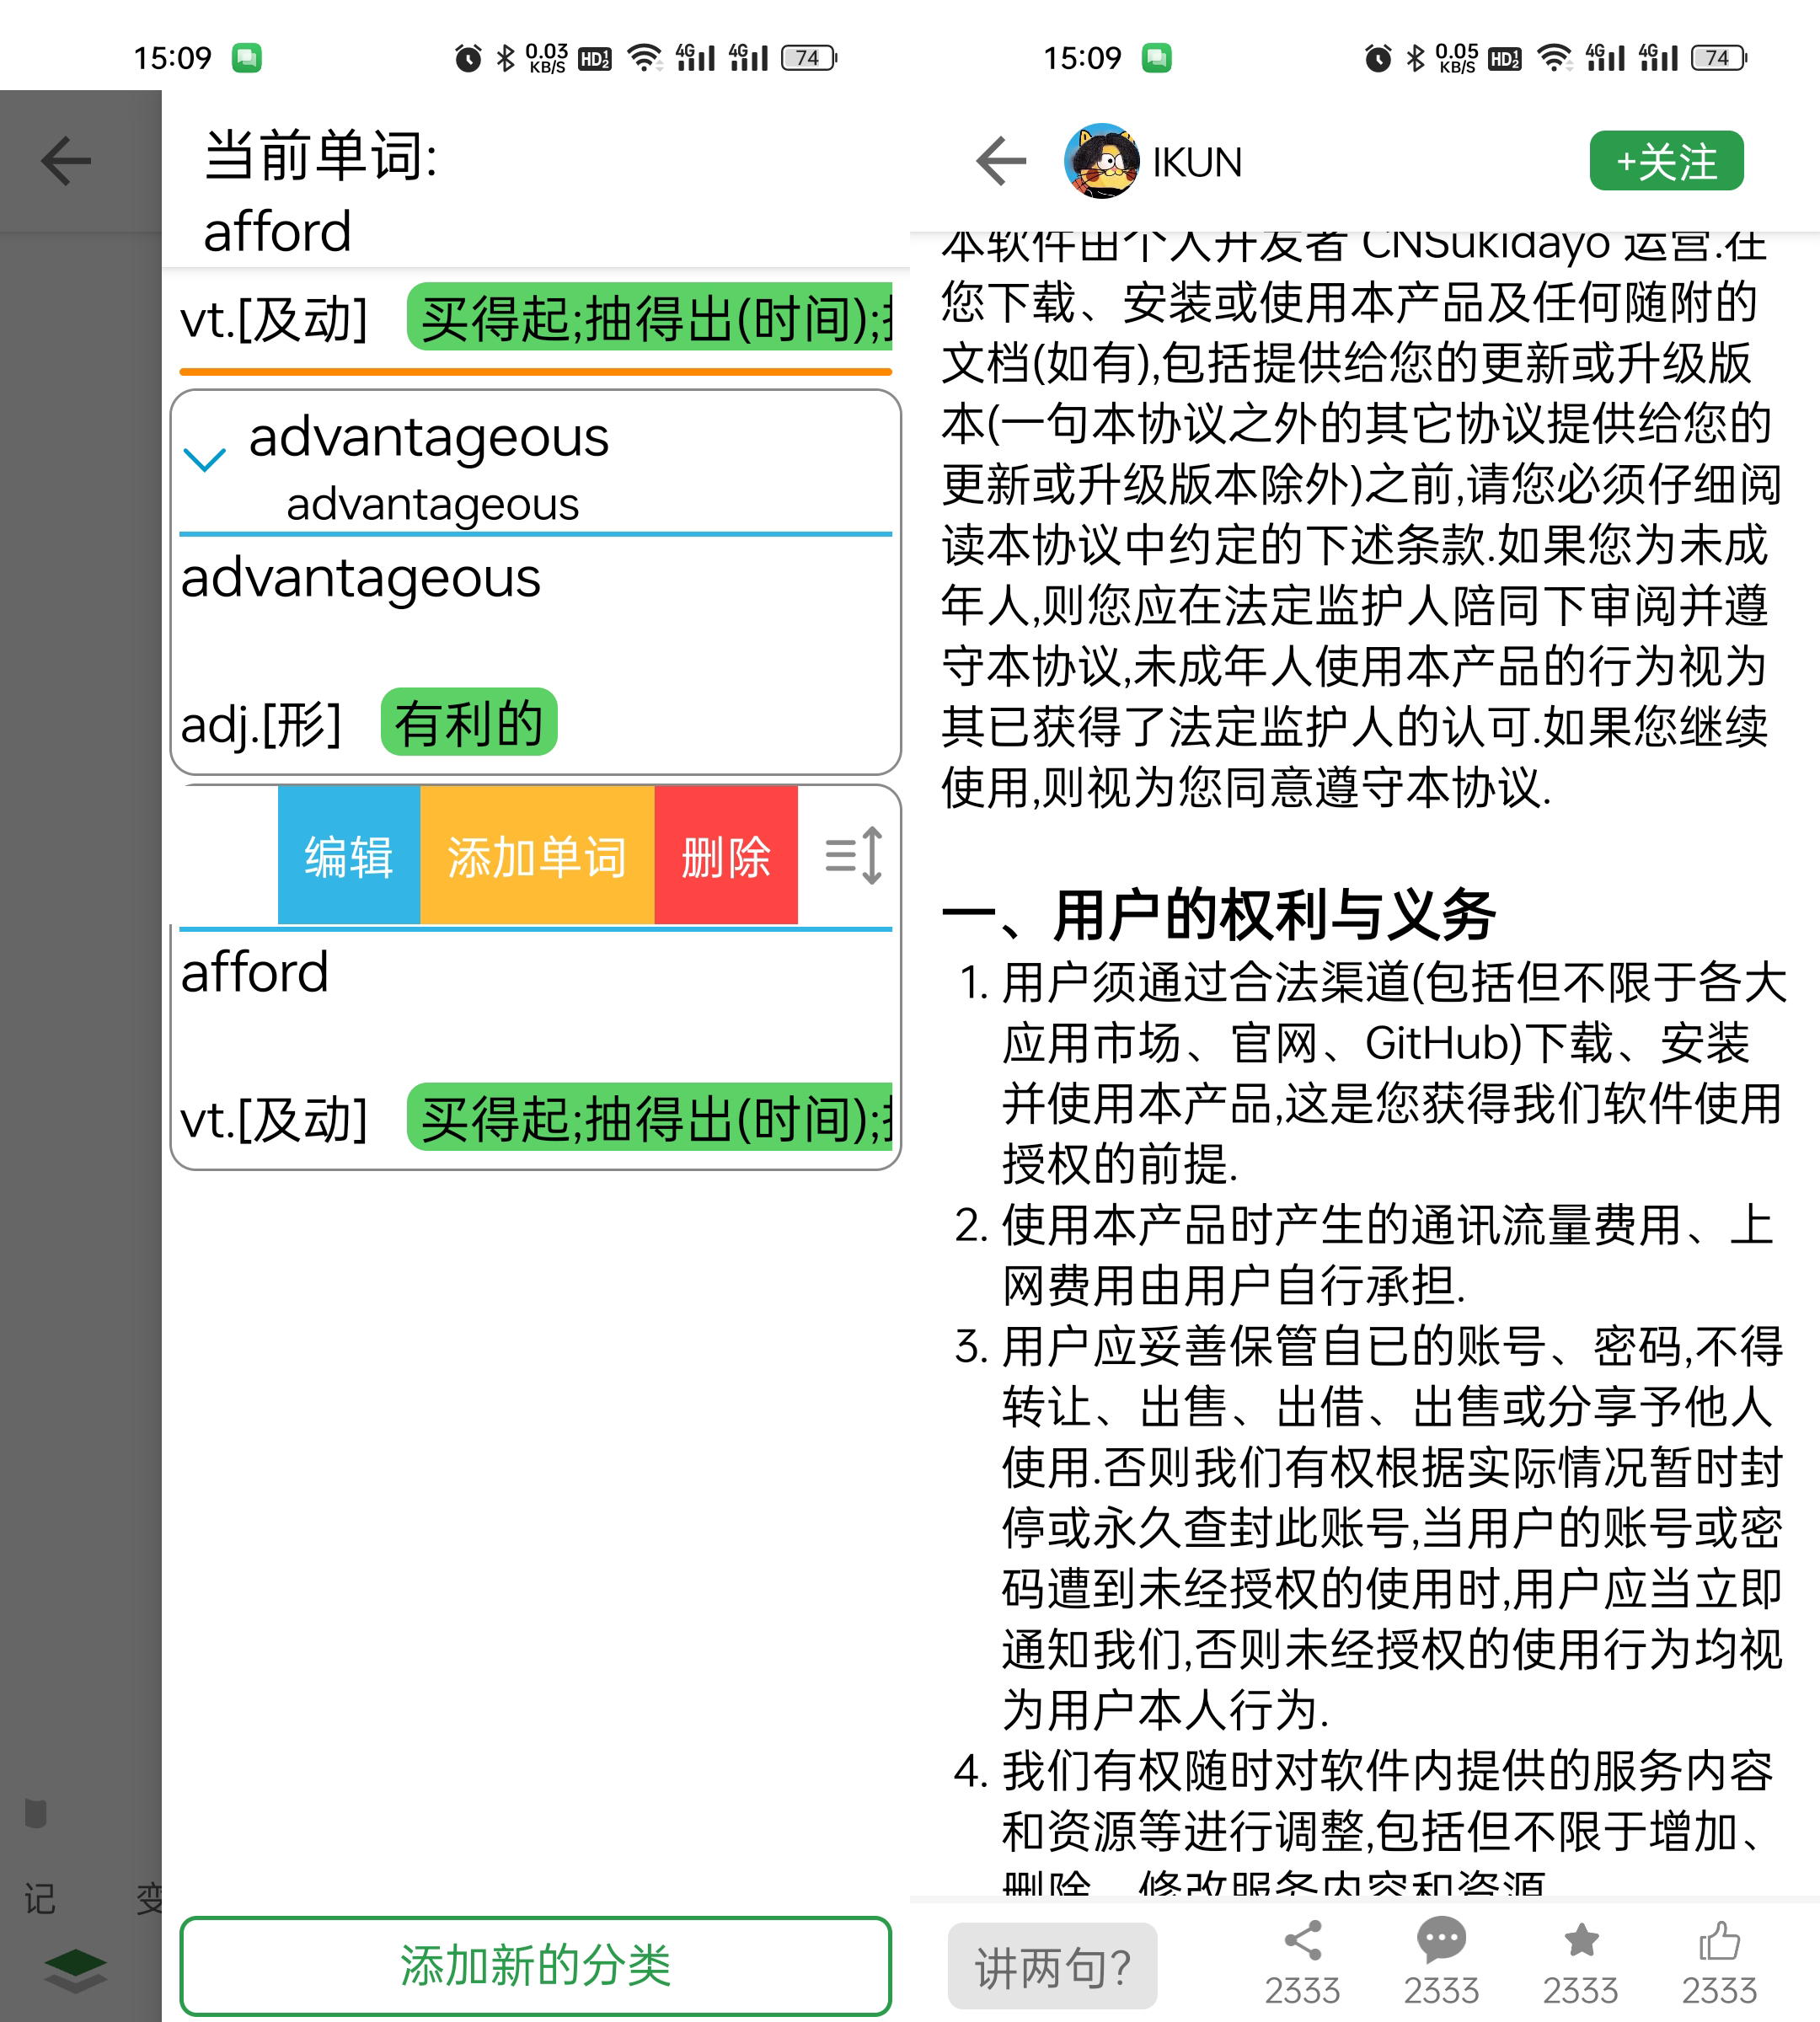 15:09
0.03
KB/S
HD
4G
4G
74
当前单词:
afford
vt.[及动] 买得起;抽得出(时间);
advantageous
advantageous
advantageous
adj.[形] 有利的
编辑 添加单词 删除
afford
vt.[及动] 买得起;抽得出(时间);
记 变
添加新的分类
15:09
0.05
KB/S
HD
4G
4G
74
IKUN
+关注
本软件由个人开发者 CNSukidayo 运营.在
您下载、安装或使用本产品及任何随附的
文档(如有),包括提供给您的更新或升级版
本(一句本协议之外的其它协议提供给您的
更新或升级版本除外)之前,请您必须仔细阅
读本协议中约定的下述条款.如果您为未成
年人,则您应在法定监护人陪同下审阅并遵
守本协议,未成年人使用本产品的行为视为
其已获得了法定监护人的认可.如果您继续
使用,则视为您同意遵守本协议.
一、用户的权利与义务
1. 用户须通过合法渠道(包括但不限于各大
应用市场、官网、GitHub)下载、安装
并使用本产品,这是您获得我们软件使用
授权的前提.
2. 使用本产品时产生的通讯流量费用、上
网费用由用户自行承担.
3. 用户应妥善保管自已的账号、密码,不得
转让、出售、出借、出售或分享予他人
使用.否则我们有权根据实际情况暂时封
停或永久查封此账号,当用户的账号或密
码遭到未经授权的使用时,用户应当立即
通知我们,否则未经授权的使用行为均视
为用户本人行为.
4. 我们有权随时对软件内提供的服务内容
和资源等进行调整,包括但不限于增加、
删除、修改服务内容和资源
讲两句?
2333 2333 2333 2333